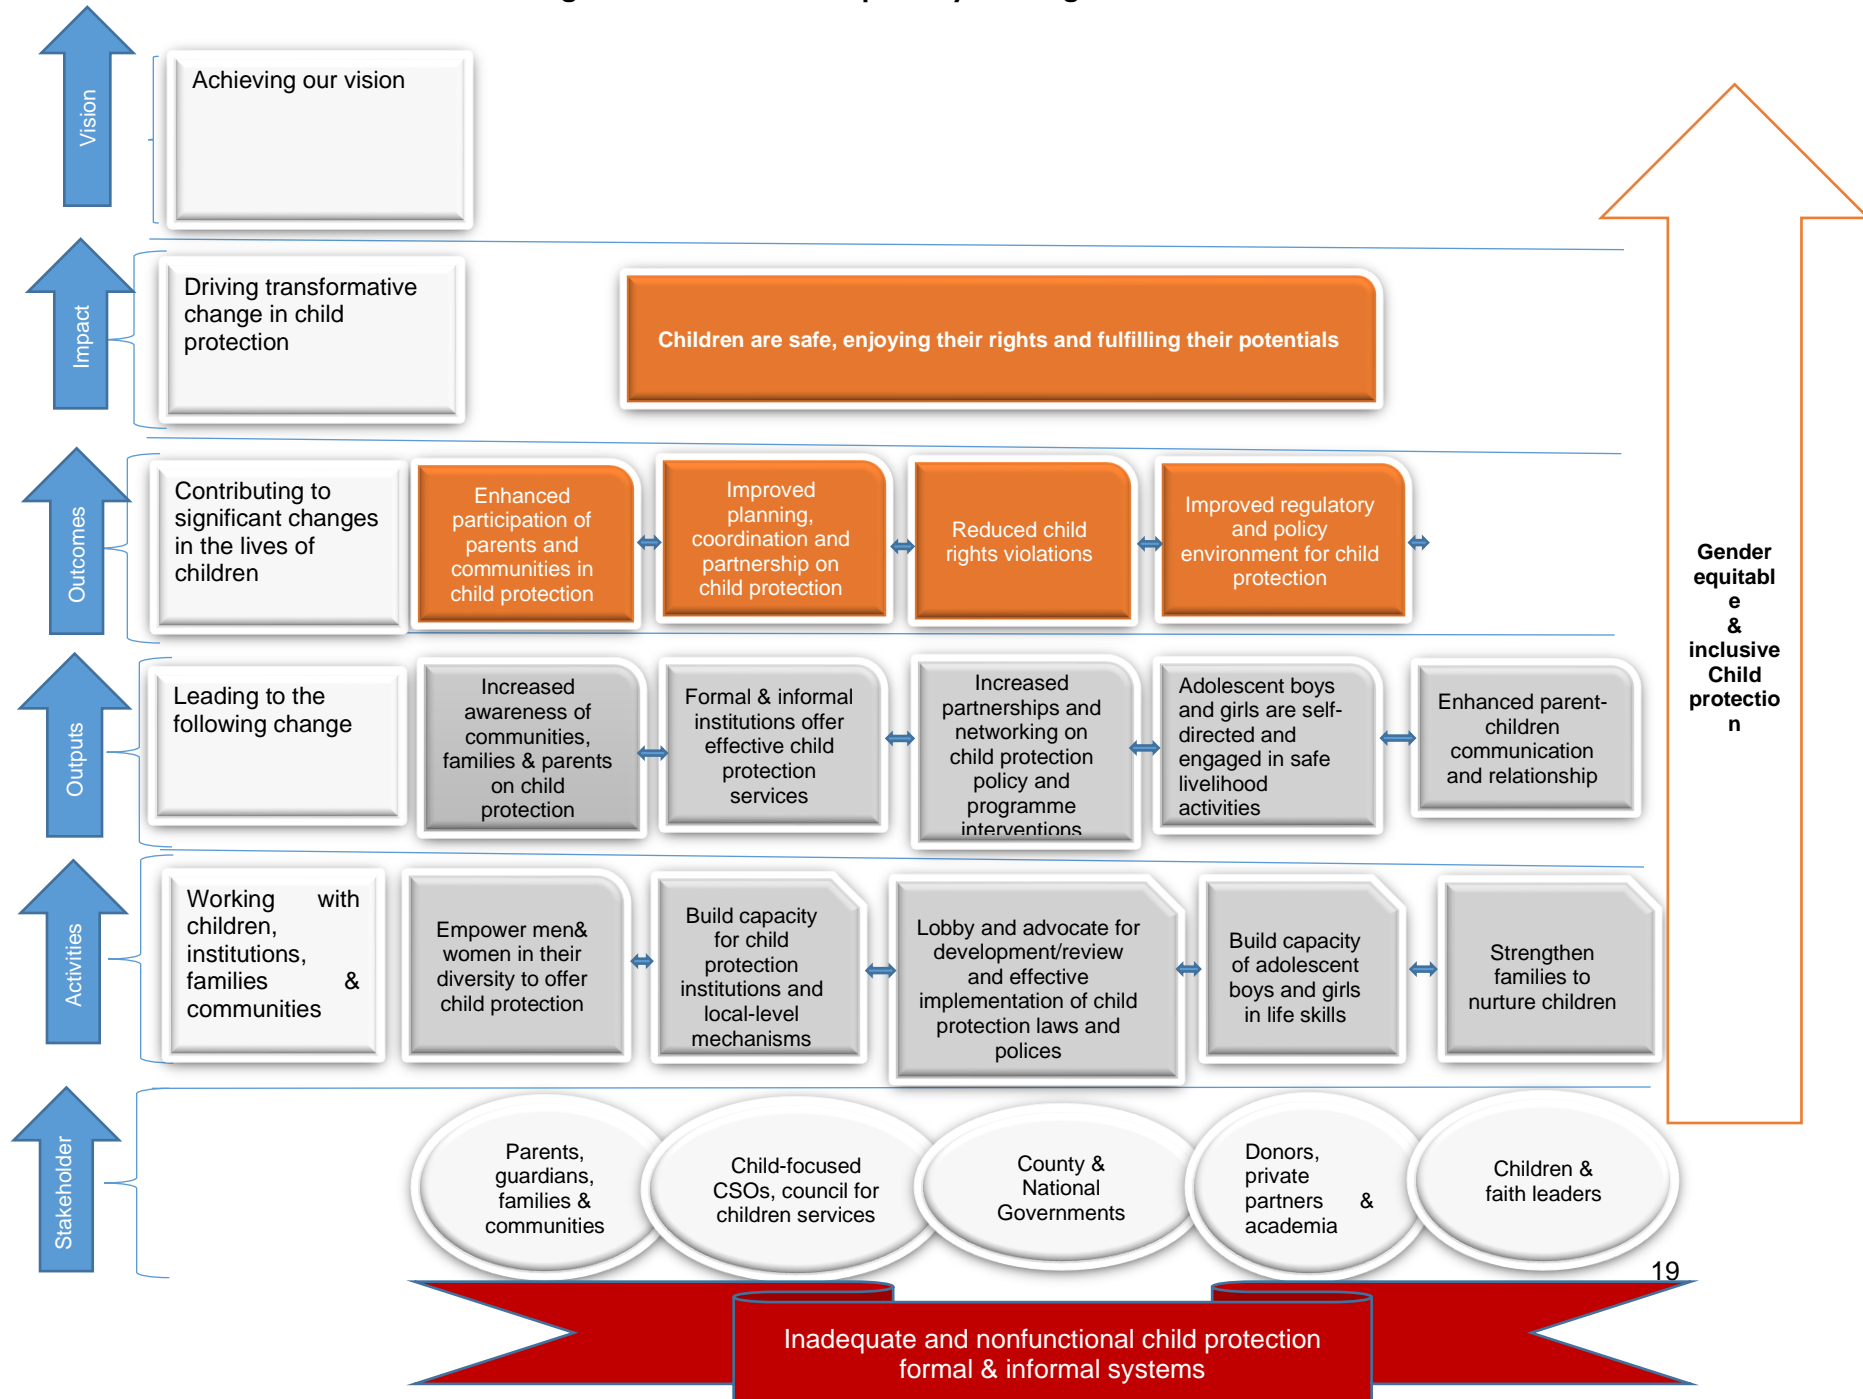 Vision
Achieving our vision
Impact
Driving transformative
change in child
protection
Children are safe, enjoying their rights and fulfilling their potentials
Outcomes
Contributing to
significant changes
in the lives of
children
Enhanced
participation of
parents and
communities in
child protection
Improved
planning,
coordination and
partnership on
child protection
Reduced child
rights violations
Improved regulatory
and policy
environment for child
protection
Gender
equitabl
e
&
inclusive
Child
protectio
n
Outputs
Leading to the
following change
Increased
awareness of
communities,
families & parents
on child
protection
Formal & informal
institutions offer
effective child
protection
services
Increased
partnerships and
networking on
child protection
policy and
programme
interventions
Adolescent boys
and girls are self-
directed and
engaged in safe
livelihood
activities
Enhanced parent-
children
communication
and relationship
Activities
Working with
children,
institutions,
families &
communities
Empower men&
women in their
diversity to offer
child protection
Build capacity
for child
protection
institutions and
local-level
mechanisms
Lobby and advocate for
development/review
and effective
implementation of child
protection laws and
polices
Build capacity
of adolescent
boys and girls
in life skills
Strengthen
families to
nurture children
Stakeholder
Parents,
guardians,
families &
communities
Child-focused
CSOs, council for
children services
County &
National
Governments
Donors,
private
partners &
academia
Children &
faith leaders
19
Inadequate and nonfunctional child protection
formal & informal systems